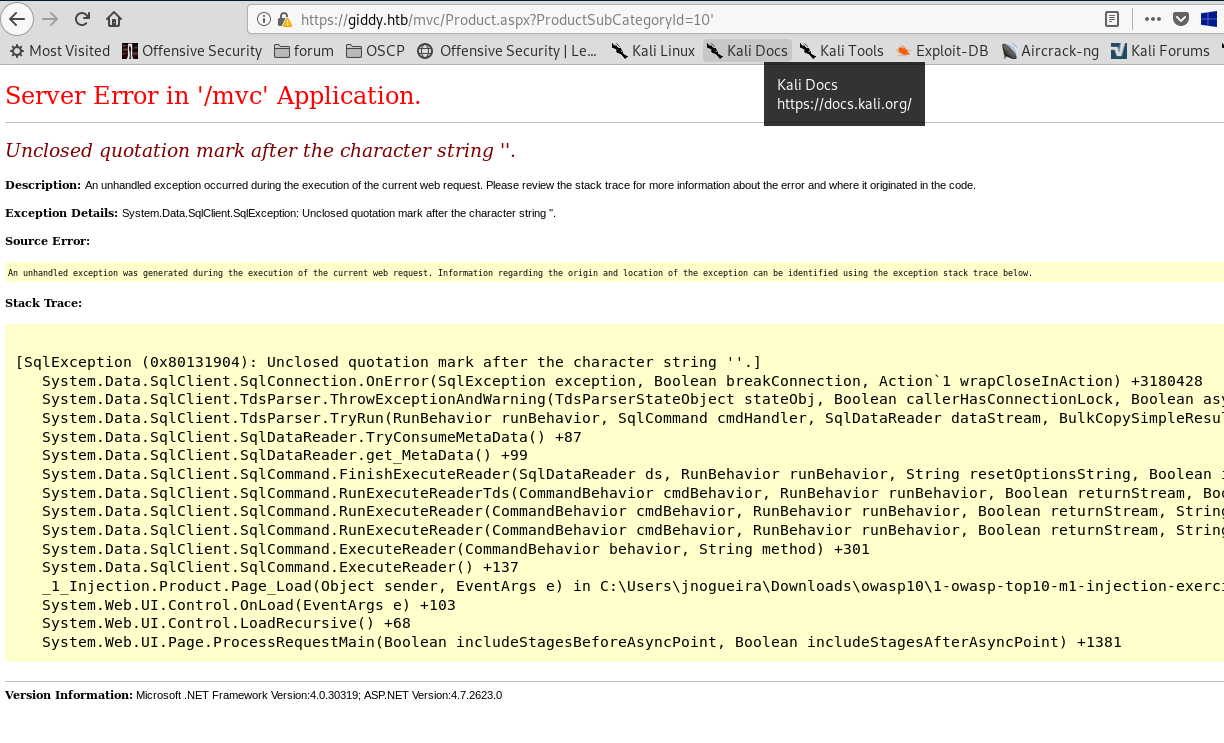 https://giddy.htb/mvc/Product.aspx?ProductSubCategoryId=10'
Most Visited Offensive Security forum OSCP Offensive Security | Le... Kali Linux Kali Docs Kali Tools Exploit-DB Aircrack-ng Kali Forums
Kali Docs
https://docs.kali.org/
Server Error in '/mvc' Application.
Unclosed quotation mark after the character string ''.
Description: An unhandled exception occurred during the execution of the current web request. Please review the stack trace for more information about the error and where it originated in the code.
Exception Details: System.Data.SqlClient.SqlException: Unclosed quotation mark after the character string ''.
Source Error:
An unhandled exception was generated during the execution of the current web request. Information regarding the origin and location of the exception can be identified using the exception stack trace below.
Stack Trace:
[SqlException (0x80131904): Unclosed quotation mark after the character string ''.]
System.Data.SqlClient.SqlConnection.OnError(SqlException exception, Boolean breakConnection, Action`1 wrapCloseInAction) +3180428
System.Data.SqlClient.TdsParser.ThrowExceptionAndWarning(TdsParserStateObject stateObj, Boolean callerHasConnectionLock, Boolean asy
System.Data.SqlClient.TdsParser.TryRun(RunBehavior runBehavior, SqlCommand cmdHandler, SqlDataReader dataStream, BulkCopySimpleResul
System.Data.SqlClient.SqlDataReader.TryConsumeMetaData() +87
System.Data.SqlClient.SqlDataReader.get_MetaData() +99
System.Data.SqlClient.SqlCommand.FinishExecuteReader(SqlDataReader ds, RunBehavior runBehavior, String resetOptionsString, Boolean i
System.Data.SqlClient.SqlCommand.RunExecuteReaderTds(CommandBehavior cmdBehavior, RunBehavior runBehavior, Boolean returnStream, Boo
System.Data.SqlClient.SqlCommand.RunExecuteReader(CommandBehavior cmdBehavior, RunBehavior runBehavior, Boolean returnStream, String
System.Data.SqlClient.SqlCommand.RunExecuteReader(CommandBehavior cmdBehavior, RunBehavior runBehavior, Boolean returnStream, String
System.Data.SqlClient.SqlCommand.ExecuteReader(CommandBehavior behavior, String method) +301
System.Data.SqlClient.SqlCommand.ExecuteReader() +137
_1_Injection.Product.Page_Load(Object sender, EventArgs e) in C:\Users\jnogueira\Downloads\owasp10\1-owasp-top10-m1-injection-exerci
System.Web.UI.Control.OnLoad(EventArgs e) +103
System.Web.UI.Control.LoadRecursive() +68
System.Web.UI.Page.ProcessRequestMain(Boolean includeStagesBeforeAsyncPoint, Boolean includeStagesAfterAsyncPoint) +1381
Version Information: Microsoft .NET Framework Version:4.0.30319; ASP.NET Version:4.7.2623.0